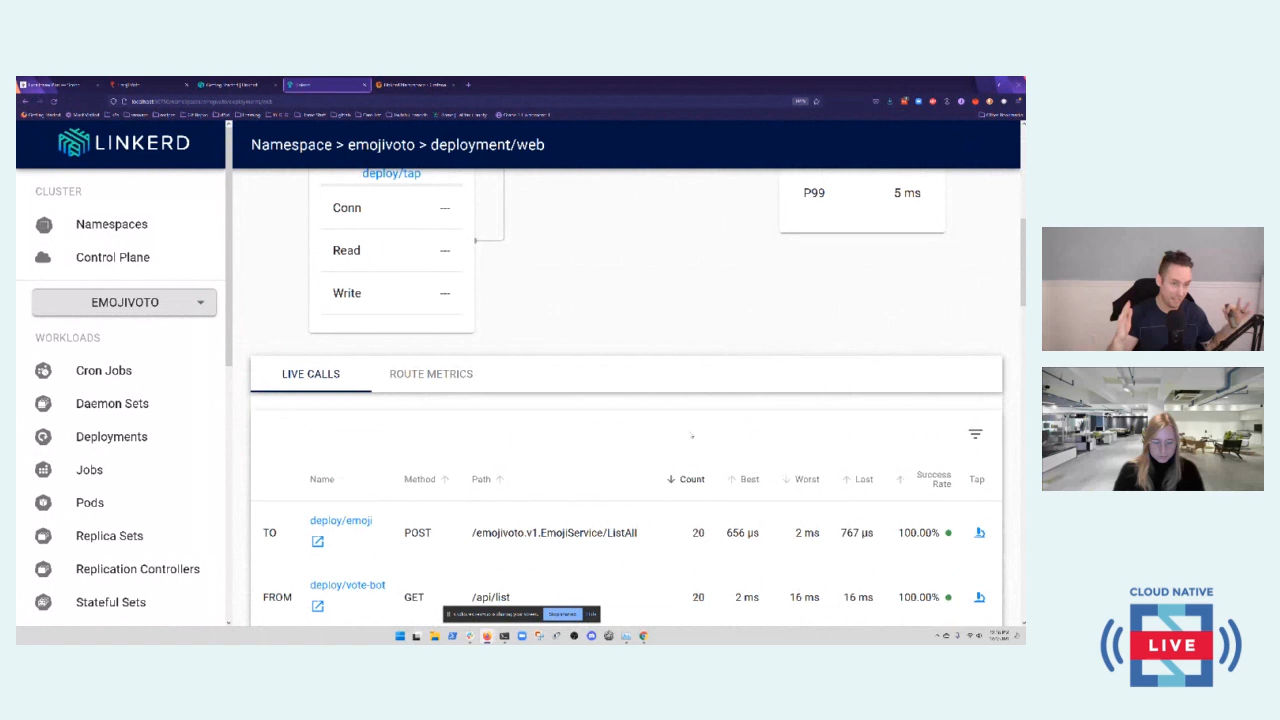 LINKERD
Namespace > emojivoto > deployment/web
CLUSTER
Namespaces
Control Plane
EMOJIVOTO
WORKLOADS
Cron Jobs
Daemon Sets
Deployments
Jobs
Pods
Replica Sets
Replication Controllers
Stateful Sets
deploy/tap
Conn ---
Read ---
Write ---
P99 5 ms
LIVE CALLS ROUTE METRICS
Name Method Path Count Best Worst Last Success Rate Tap
TO deploy/emoji POST /emojivoto.v1.EmojiService/ListAll 20 656 µs 2 ms 767 µs 100.00%
FROM deploy/vote-bot GET /api/list 20 2 ms 16 ms 16 ms 100.00%
CLOUD NATIVE
LIVE